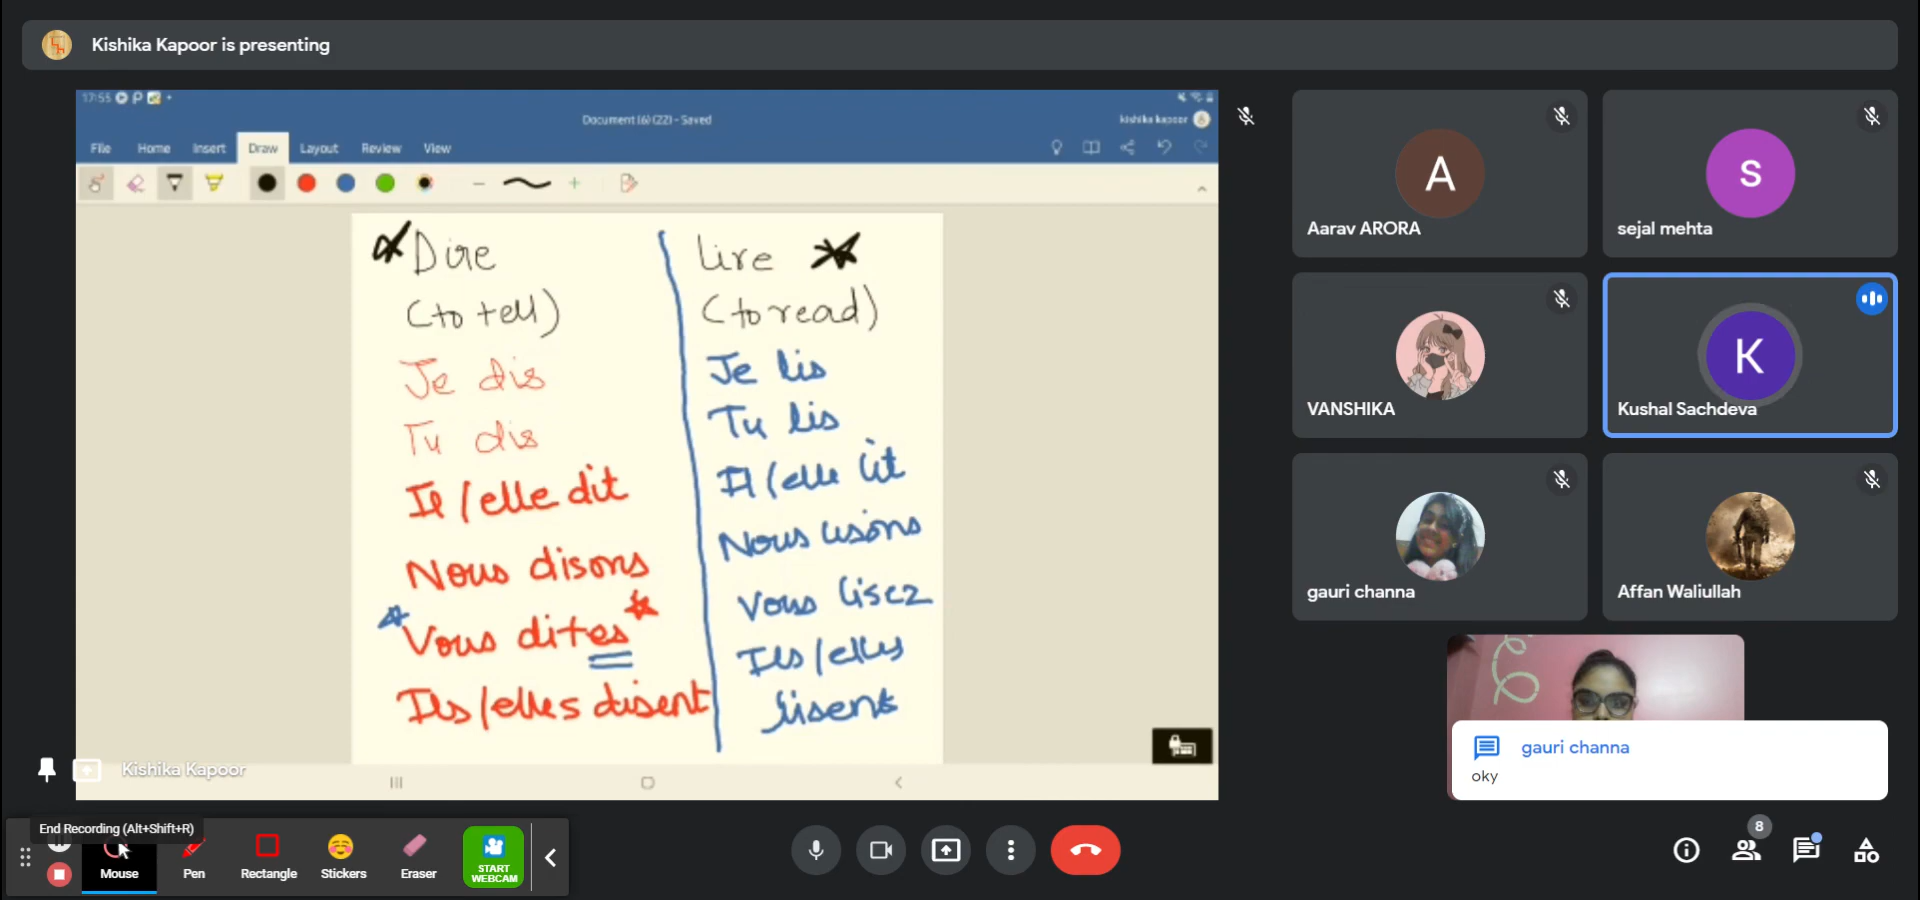 Kishika Kapoor is presenting
17:55
Document (6) (22) - Saved
kishika kapoor
File Home Insert Draw Layout Review View
Dire
(to tell)
Je dis
Tu dis
Il/elle dit
Nous disons
Vous dites
Ils/elles disent
Lire
(to read)
Je lis
Tu lis
Il/elle lit
Nous lisons
Vous lisez
Ils/elles
lisent
Kishika Kapoor
A
Aarav ARORA
S
sejal mehta
VANSHIKA
K
Kushal Sachdeva
gauri channa
Affan Waliullah
gauri channa
oky
End Recording (Alt+Shift+R)
Mouse Pen Rectangle Stickers Eraser
START
WEBCAM
8